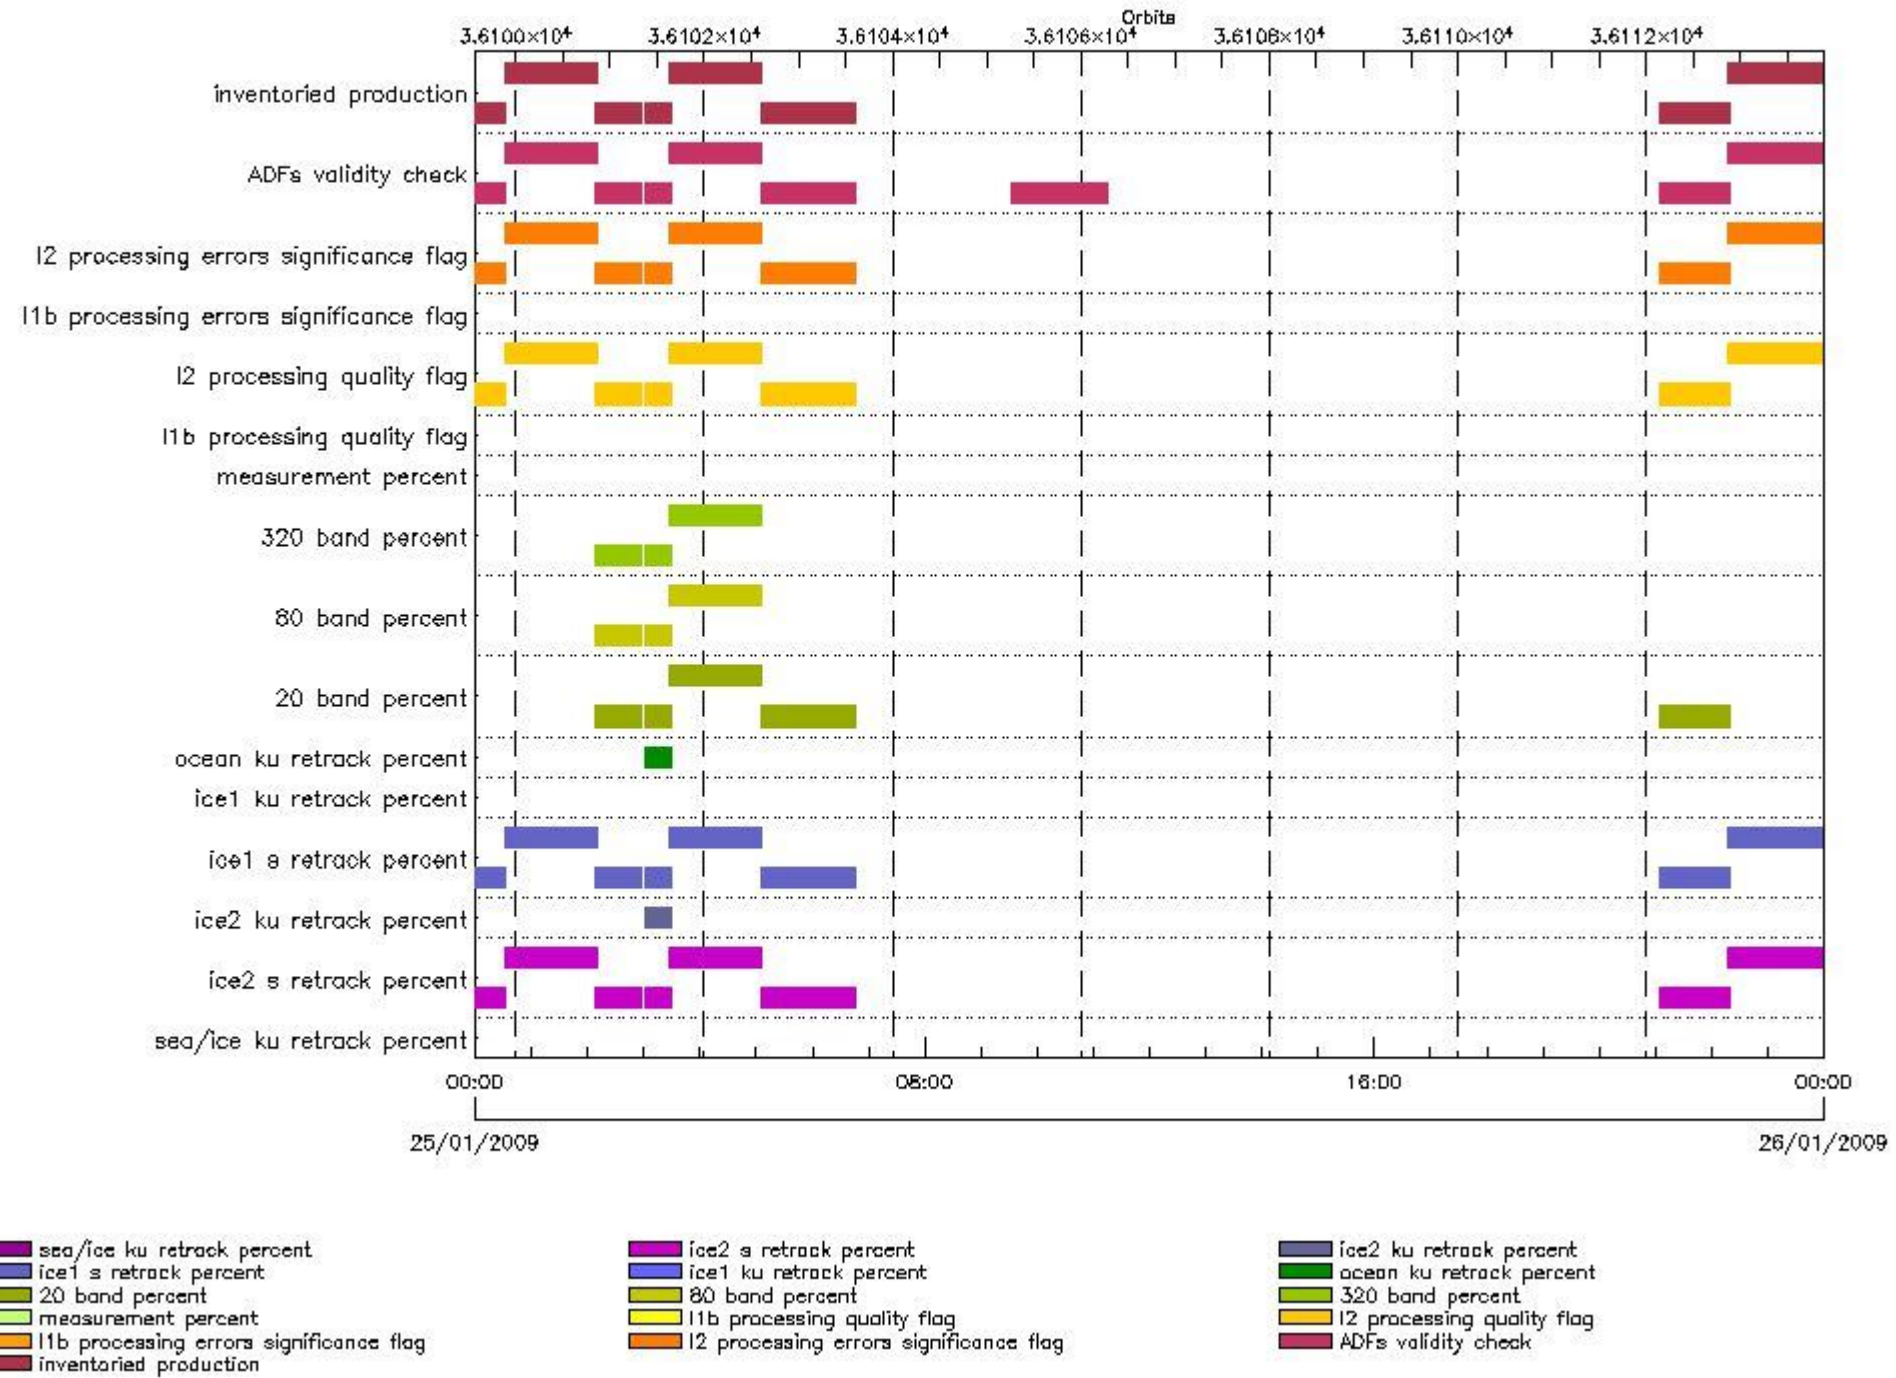 Orbits
3.6100×10⁴ 3.6102×10⁴ 3.6104×10⁴ 3.6106×10⁴ 3.6108×10⁴ 3.6110×10⁴ 3.6112×10⁴
inventoried production
ADFs validity check
l2 processing errors significance flag
l1b processing errors significance flag
l2 processing quality flag
l1b processing quality flag
measurement percent
320 band percent
80 band percent
20 band percent
ocean ku retrack percent
ice1 ku retrack percent
ice1 s retrack percent
ice2 ku retrack percent
ice2 s retrack percent
sea/ice ku retrack percent
00:00 08:00 16:00 00:00
25/01/2009 26/01/2009
sea/ice ku retrack percent ice2 s retrack percent ice2 ku retrack percent
ice1 s retrack percent ice1 ku retrack percent ocean ku retrack percent
20 band percent 80 band percent 320 band percent
measurement percent l1b processing quality flag l2 processing quality flag
l1b processing errors significance flag l2 processing errors significance flag ADFs validity check
inventoried production